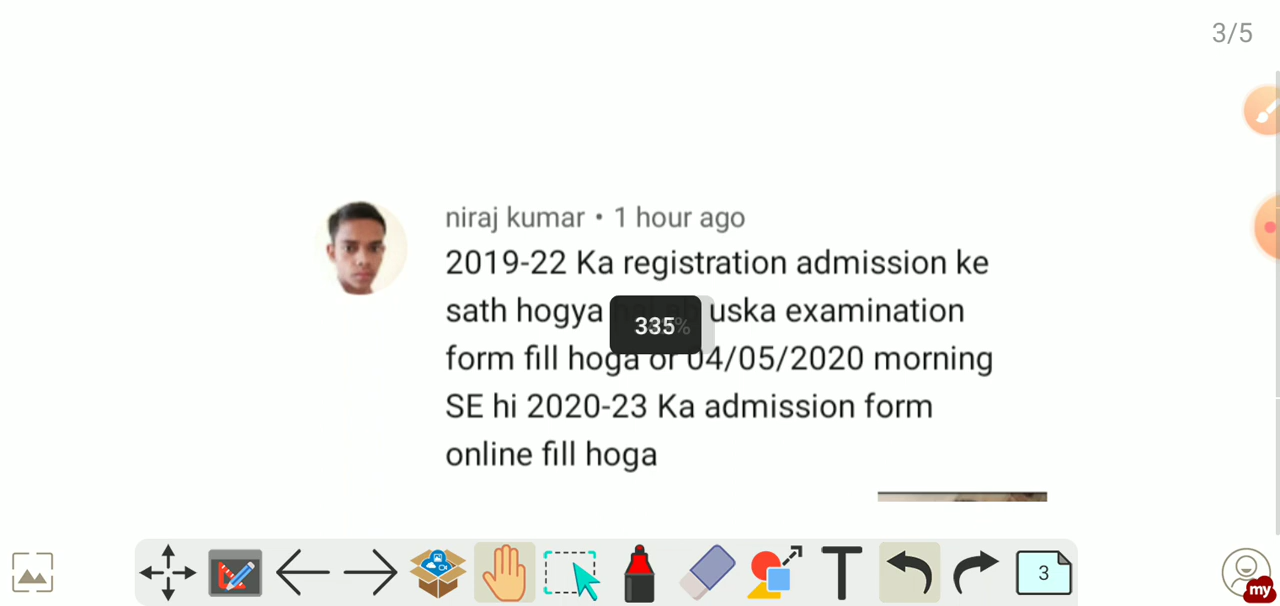 3/5
niraj kumar • 1 hour ago
2019-22 Ka registration admission ke
sath hogya uska examination
335%
form fill hoga or 04/05/2020 morning
SE hi 2020-23 Ka admission form
online fill hoga
T
3
my